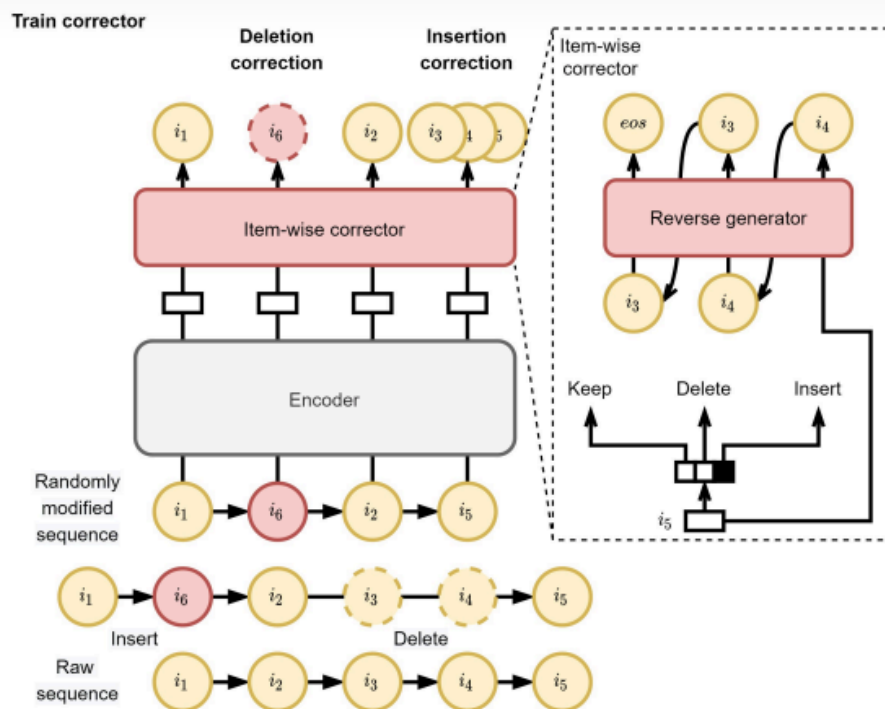 Train corrector
Deletion
correction
Insertion
correction
Item-wise
corrector
i₁
i₆
i₂
i₃
4
5
eos
i₃
i₄
Item-wise corrector
Reverse generator
i₃
i₄
Encoder
Keep
Delete
Insert
Randomly
modified
sequence
i₁
i₆
i₂
i₅
i₅
i₁
i₆
i₂
i₃
i₄
i₅
Insert
Delete
Raw
sequence
i₁
i₂
i₃
i₄
i₅